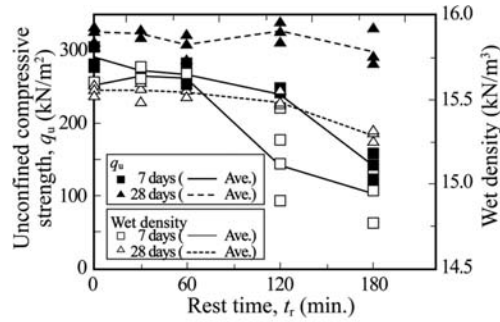 Unconfined compressive
strength, qu (kN/m²)
300
200
100
0
16.0
15.5
15.0
14.5
Wet density (kN/m³)
qu
7 days ( Ave.)
28 days ( Ave.)
Wet density
7 days ( Ave.)
28 days ( Ave.)
0 60 120 180
Rest time, tr (min.)